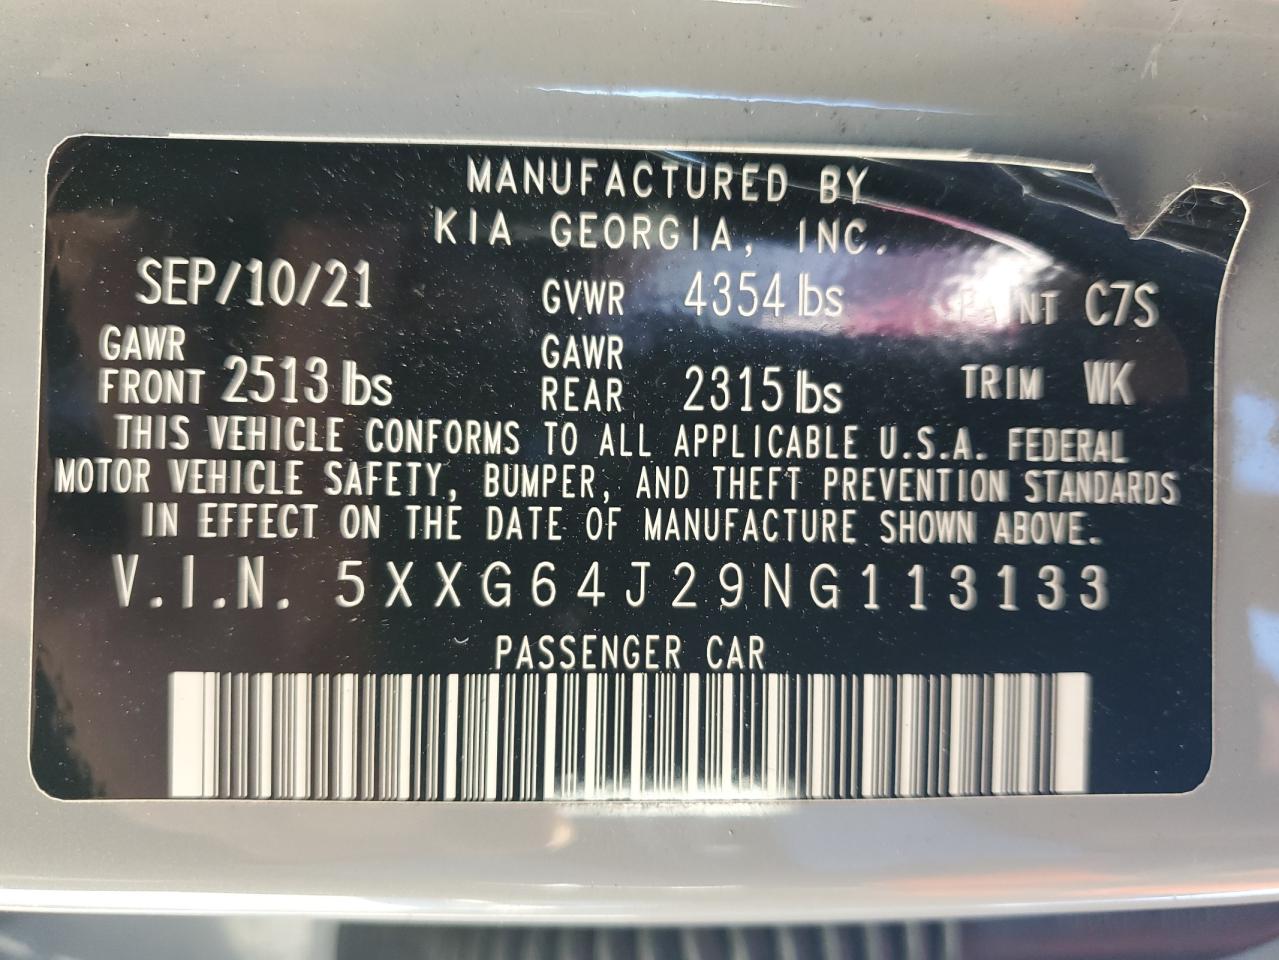 MANUFACTURED BY
KIA GEORGIA, INC.
SEP/10/21 GVWR 4354 lbs PAINT C7S
GAWR FRONT 2513 lbs GAWR REAR 2315 lbs TRIM WK
THIS VEHICLE CONFORMS TO ALL APPLICABLE U.S.A. FEDERAL
MOTOR VEHICLE SAFETY, BUMPER, AND THEFT PREVENTION STANDARDS
IN EFFECT ON THE DATE OF MANUFACTURE SHOWN ABOVE.
V.I.N. 5XXG64J29NG113133
PASSENGER CAR